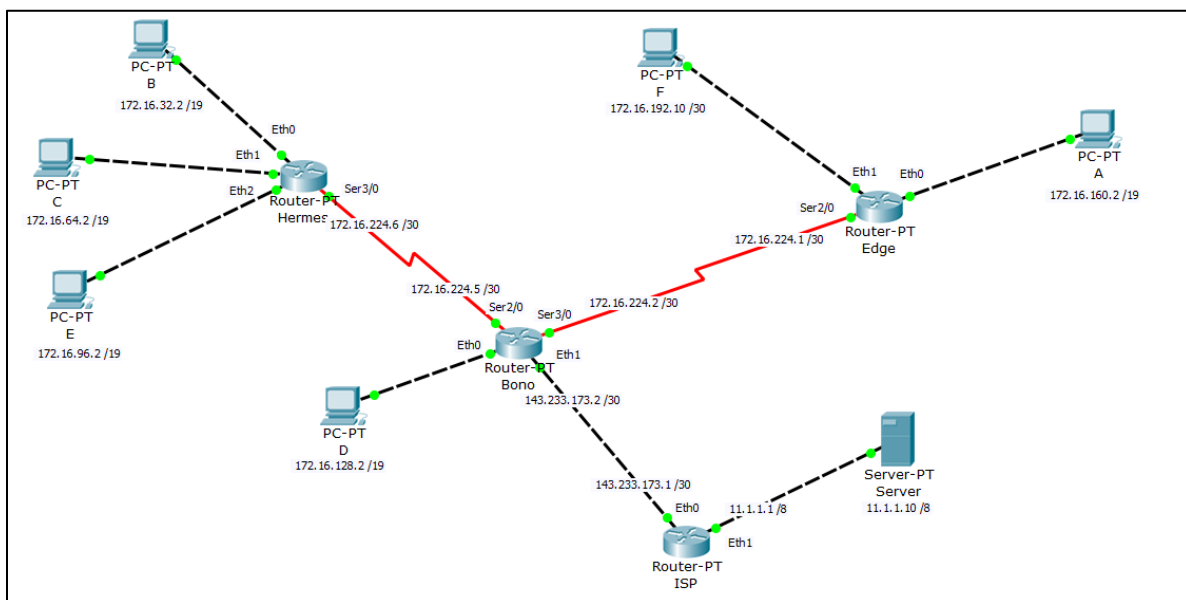 PC-PT
B
172.16.32.2 /19
Eth0
PC-PT
C
172.16.64.2 /19
Eth1
Eth2
Router-PT
Hermes
Ser3/0
172.16.224.6 /30
PC-PT
E
172.16.96.2 /19
172.16.224.5 /30
Ser2/0
Ser3/0
Eth0
Eth1
Router-PT
Bono
143.233.173.2 /30
PC-PT
D
172.16.128.2 /19
PC-PT
F
172.16.192.10 /30
PC-PT
A
172.16.160.2 /19
Eth1
Eth0
Ser2/0
Router-PT
Edge
172.16.224.1 /30
172.16.224.2 /30
143.233.173.1 /30
Eth0
Eth1
Router-PT
ISP
11.1.1.1 /8
Server-PT
Server
11.1.1.10 /8